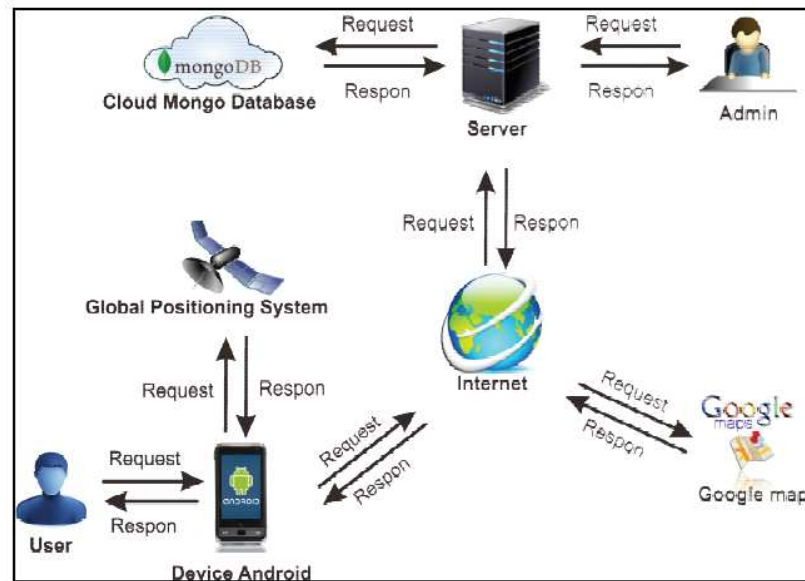 Request
Request
mongoDB
Respon
Respon
Cloud Mongo Database
Server
Admin
Request
Respon
Global Positioning System
Internet
Request
Respon
Request
Respon
Google
maps
Request
Respon
Google map
Request
Respon
User
Device Android